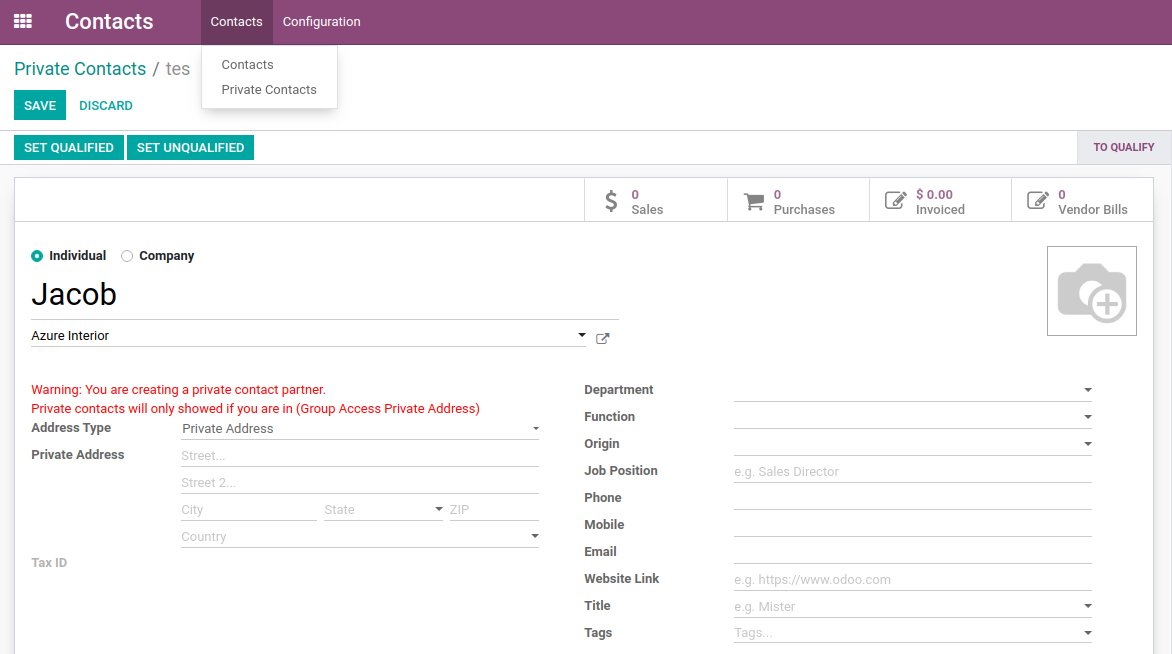 Contacts Contacts Configuration
Contacts
Private Contacts
Private Contacts / tes
SAVE DISCARD
SET QUALIFIED SET UNQUALIFIED TO QUALIFY
0 Sales
0 Purchases
$ 0.00 Invoiced
0 Vendor Bills
Individual Company
Jacob
Azure Interior
Warning: You are creating a private contact partner.
Private contacts will only showed if you are in (Group Access Private Address)
Address Type Private Address
Private Address Street...
Street 2...
City State ZIP
Country
Tax ID
Department
Function
Origin
Job Position e.g. Sales Director
Phone
Mobile
Email
Website Link e.g. https://www.odoo.com
Title e.g. Mister
Tags Tags...